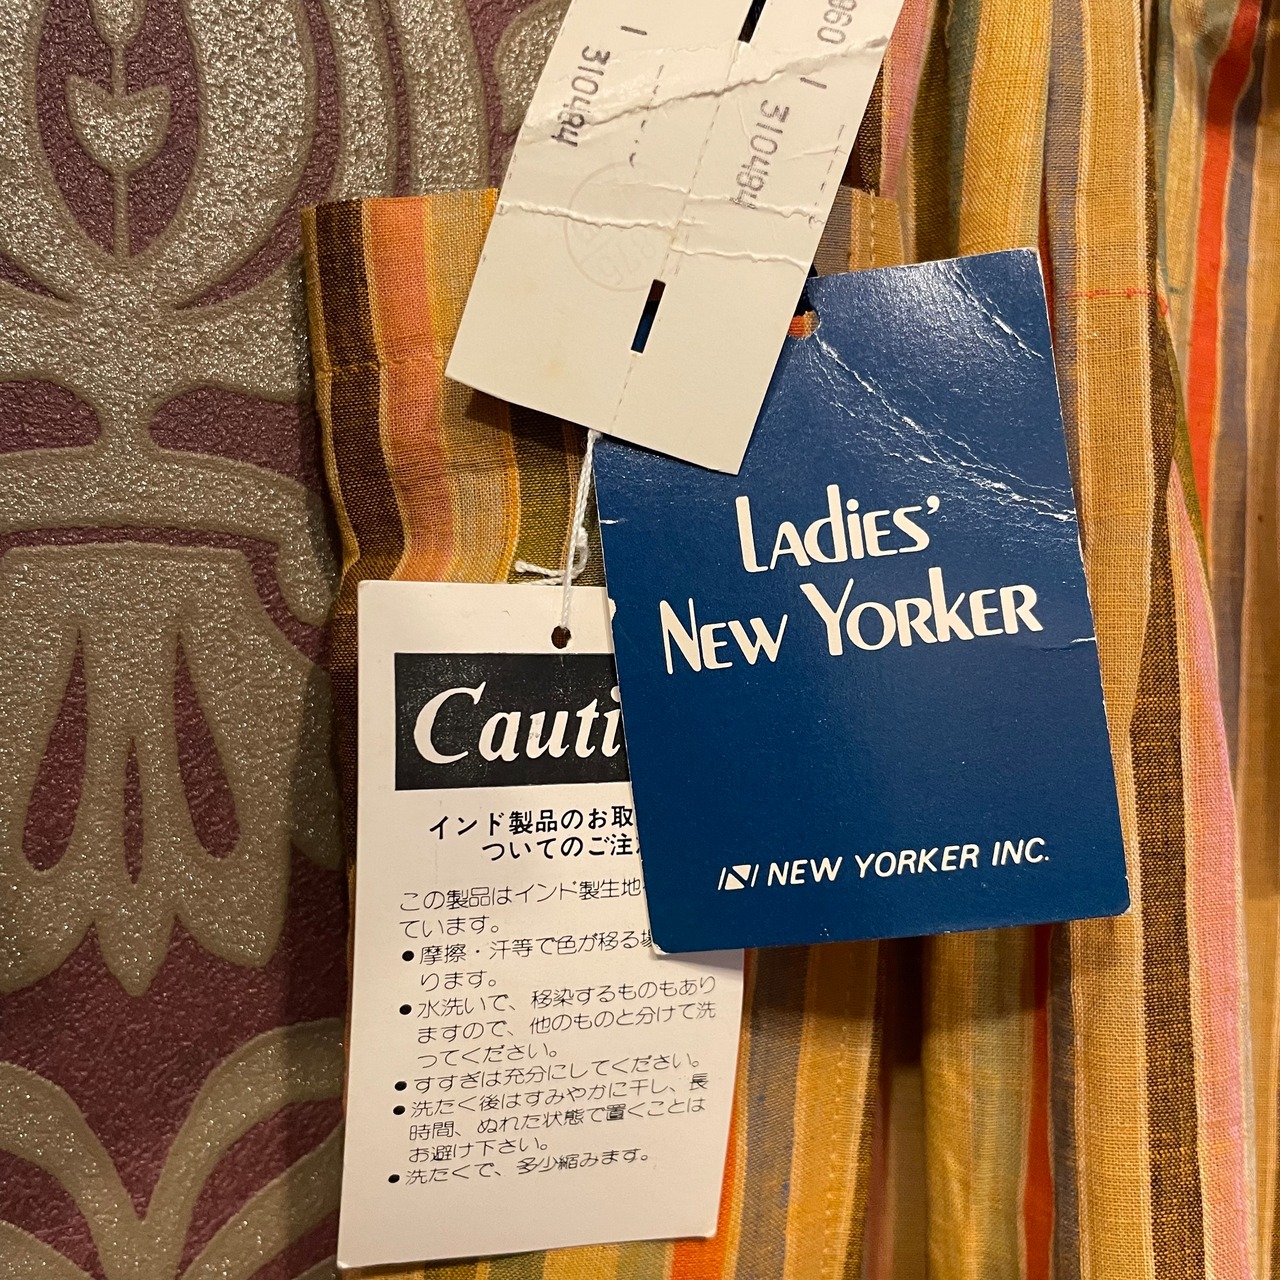 1 310484
060 1 310484
LAdiES'
NEW YORKER
NEW YORKER INC.
Cauti
インド製品のお取
ついてのご注
この製品はインド製生地
ています。
●摩擦・汗等で色が移る場
ります。
●水洗いで、移染するものもあり
ますので、他のものと分けて洗
ってください。
●すすぎは充分にしてください。
●洗たく後はすみやかに干し、長
時間、ぬれた状態で置くことは
お避け下さい。
●洗たくで、多少縮みます。